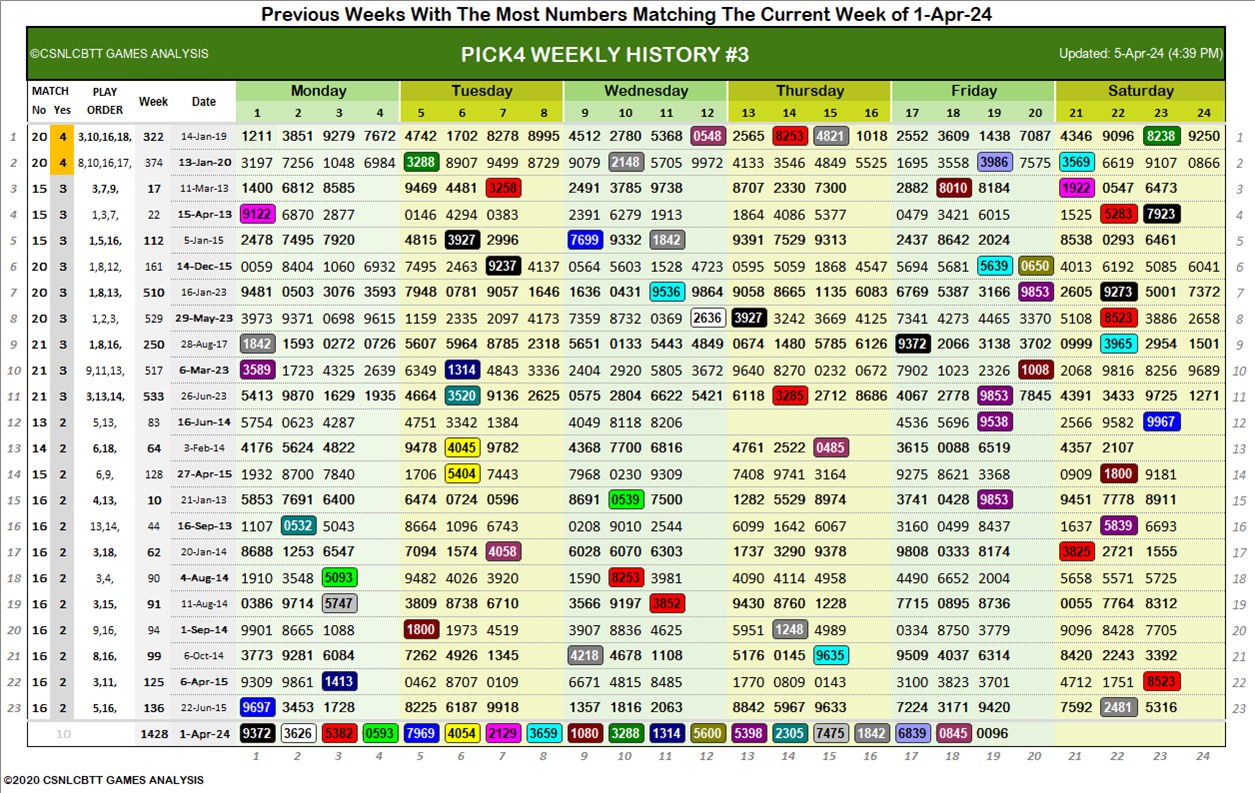 Previous Weeks With The Most Numbers Matching The Current Week of 1-Apr-24
©CSNLCBTT GAMES ANALYSIS PICK4 WEEKLY HISTORY #3 Updated: 5-Apr-24 (4:39 PM)
MATCH PLAY Week Date Monday Tuesday Wednesday Thursday Friday Saturday
No Yes ORDER 1 2 3 4 5 6 7 8 9 10 11 12 13 14 15 16 17 18 19 20 21 22 23 24
1 20 4 3,10,16,18, 322 14-Jan-19 1211 3851 9279 7672 4742 1702 8278 8995 4512 2780 5368 0548 2565 8253 4821 1018 2552 3609 1438 7087 4346 9096 8238 9250 1
2 20 4 8,10,16,17, 374 13-Jan-20 3197 7256 1048 6984 3288 8907 9499 8729 9079 2148 5705 9972 4133 3546 4849 5525 1695 3558 3986 7575 3569 6619 9107 0866 2
3 15 3 3,7,9, 17 11-Mar-13 1400 6812 8585 9469 4481 3258 2491 3785 9738 8707 2330 7300 2882 8010 8184 1922 0547 6473 3
4 15 3 1,3,7, 22 15-Apr-13 9122 6870 2877 0146 4294 0383 2391 6279 1913 1864 4086 5377 0479 3421 6015 1525 5283 7923 4
5 15 3 1,5,16, 112 5-Jan-15 2478 7495 7920 4815 3927 2996 7699 9332 1842 9391 7529 9313 2437 8642 2024 8538 0293 6461 5
6 20 3 1,8,12, 161 14-Dec-15 0059 8404 1060 6932 7495 2463 9237 4137 0564 5603 1528 4723 0595 5059 1868 4547 5694 5681 5639 0650 4013 6192 5085 6041 6
7 20 3 1,8,13, 510 16-Jan-23 9481 0507 0176 3593 7948 0781 9057 1646 1636 0431 9536 9864 9058 8665 1135 6083 6769 5387 3166 9853 2605 9273 5001 7372 7
8 20 3 1,2,3, 529 29-May-23 3973 9371 0698 9615 1159 2335 2097 4173 7359 8732 0369 2636 3927 3242 3669 4125 7341 4273 4465 3370 5108 8523 3886 2658 8
9 21 3 1,8,16, 250 28-Aug-17 1842 1593 0272 0726 5607 5964 8785 2318 5651 0133 5443 4849 0674 1480 5785 6126 9372 2066 3138 3702 0999 3965 2954 1501 9
10 21 3 9,11,13, 517 6-Mar-23 3589 1723 4325 2639 6349 1314 4843 3336 2404 2920 5805 3672 9640 8270 0232 0672 7902 1023 2326 1008 2068 9816 8256 9689 10
11 21 3 3,13,14, 533 26-Jun-23 5413 9870 1629 1935 4664 3520 9136 2625 0575 2804 6622 5421 6118 3285 2712 8686 4067 2778 9853 7845 4391 3433 9725 1271 11
12 13 2 5,13, 83 16-Jun-14 5754 0623 4287 4751 3342 1384 4049 8118 8206 4536 5696 9538 2566 9582 9967 12
13 14 2 6,18, 64 3-Feb-14 4176 5624 4822 9478 4045 9782 4368 7700 6816 4761 2522 0485 3615 0088 6519 4357 2107 13
14 15 2 6,9, 128 27-Apr-15 1932 8700 7840 1706 5404 7443 7968 0230 9309 7408 9741 3164 9275 8621 3368 0909 1800 9181 14
15 16 2 4,13, 10 21-Jan-13 5853 7691 6400 6474 0724 0596 8691 0539 7500 1282 5529 8974 3741 0428 9853 9451 7778 8911 15
16 16 2 13,14, 44 16-Sep-13 1107 0532 5043 8664 1096 6743 0208 9010 2544 6099 1642 6067 3160 0499 8437 1637 5839 6693 16
17 16 2 3,18, 62 20-Jan-14 8688 1253 6547 7094 1574 4058 6028 6070 6303 1737 3290 9378 9808 0333 8174 3825 2721 1555 17
18 16 2 3,4, 90 4-Aug-14 1910 3548 5093 9482 4026 3920 1590 8253 3981 4090 4114 4958 4490 6652 2004 5658 5571 5725 18
19 16 2 3,15, 91 11-Aug-14 0386 9714 5747 3809 8738 6710 3566 9197 3852 9430 8760 1228 7715 0895 8736 0055 7764 8312 19
20 16 2 9,16, 94 1-Sep-14 9901 8665 1088 1800 1973 4519 3907 8836 4625 5951 1248 4989 0334 8750 3779 9096 8428 7705 20
21 16 2 8,16, 99 6-Oct-14 3773 9281 6084 7262 4926 1345 4218 4678 1108 5176 0145 9635 9509 4037 6314 8420 2243 3392 21
22 16 2 3,11, 125 6-Apr-15 9309 9861 1413 0462 8707 0109 6671 4815 8485 1770 0809 0143 3100 3823 3701 4712 1751 8523 22
23 16 2 5,16, 136 22-Jun-15 9697 3453 1728 8225 6187 9918 1357 1816 2063 8842 5967 9633 7224 3171 9420 7592 2481 5316 23
10 1428 1-Apr-24 9372 3626 5382 0593 7969 4054 2129 3659 1080 3288 1314 5600 5398 2305 7475 1842 6839 0845 0096
1 2 3 4 5 6 7 8 9 10 11 12 13 14 15 16 17 18 19 20 21 22 23 24
©2020 CSNLCBTT GAMES ANALYSIS